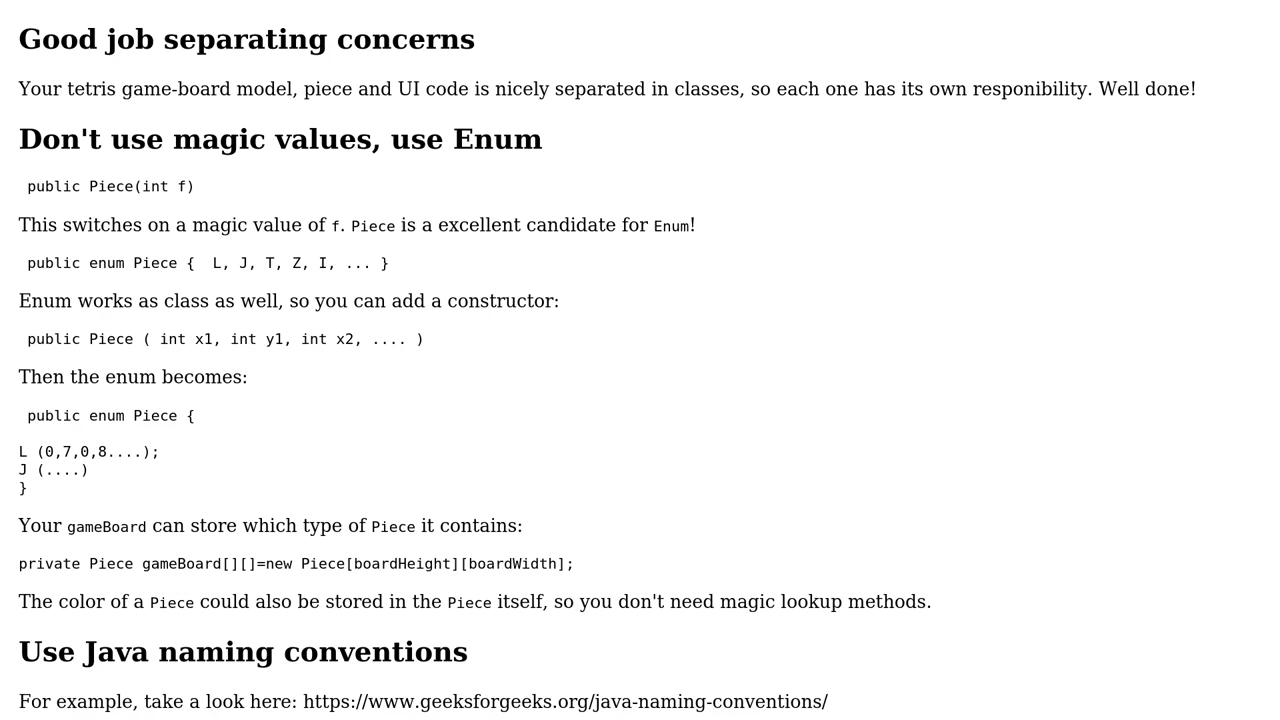 Good job separating concerns
Your tetris game-board model, piece and UI code is nicely separated in classes, so each one has its own responibility. Well done!
Don't use magic values, use Enum
public Piece(int f)
This switches on a magic value of f. Piece is a excellent candidate for Enum!
public enum Piece {  L, J, T, Z, I, ... }
Enum works as class as well, so you can add a constructor:
public Piece ( int x1, int y1, int x2, .... )
Then the enum becomes:
public enum Piece {
L (0,7,0,8....);
J (....)
}
Your gameBoard can store which type of Piece it contains:
private Piece gameBoard[][]=new Piece[boardHeight][boardWidth];
The color of a Piece could also be stored in the Piece itself, so you don't need magic lookup methods.
Use Java naming conventions
For example, take a look here: https://www.geeksforgeeks.org/java-naming-conventions/